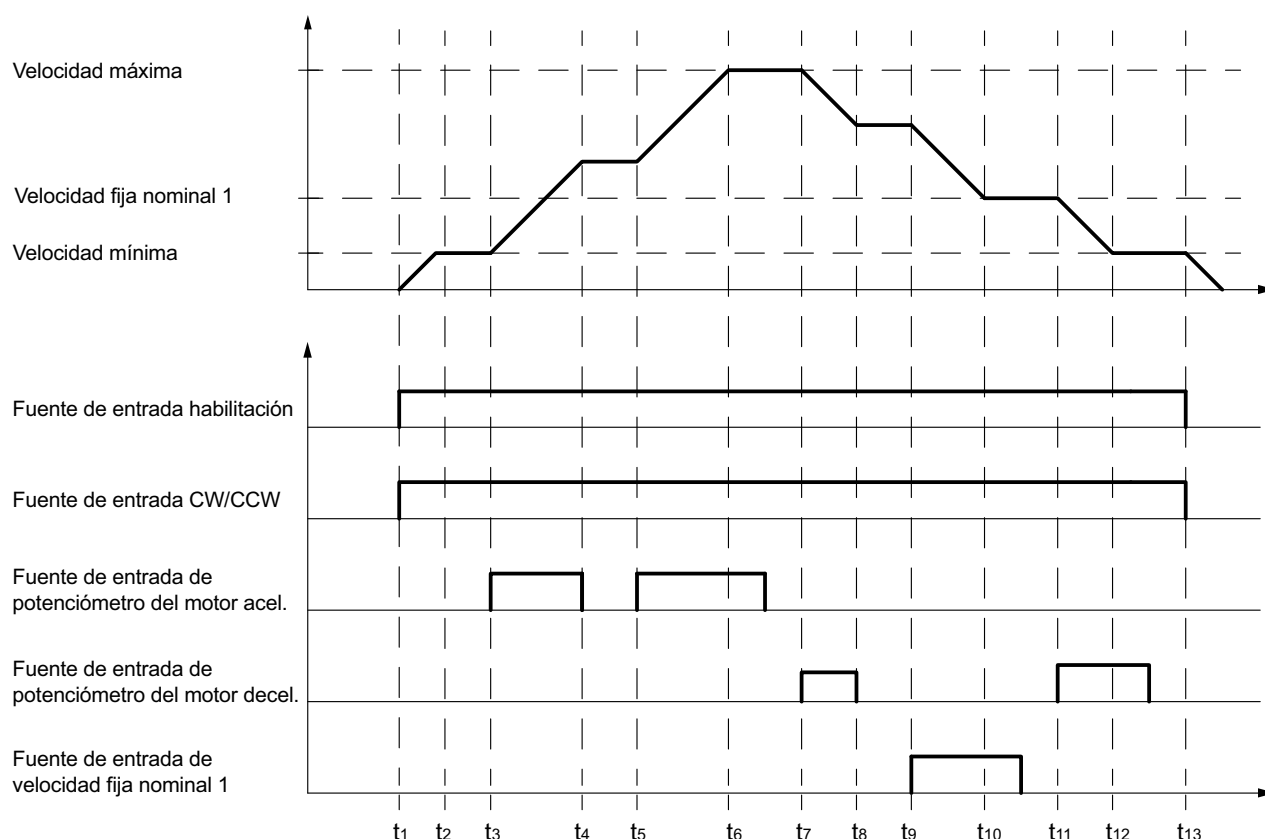 Velocidad máxima
Velocidad fija nominal 1
Velocidad mínima
Fuente de entrada habilitación
Fuente de entrada CW/CCW
Fuente de entrada de
potenciómetro del motor acel.
Fuente de entrada de
potenciómetro del motor decel.
Fuente de entrada de
velocidad fija nominal 1
t1 t2 t3 t4 t5 t6 t7 t8 t9 t10 t11 t12 t13